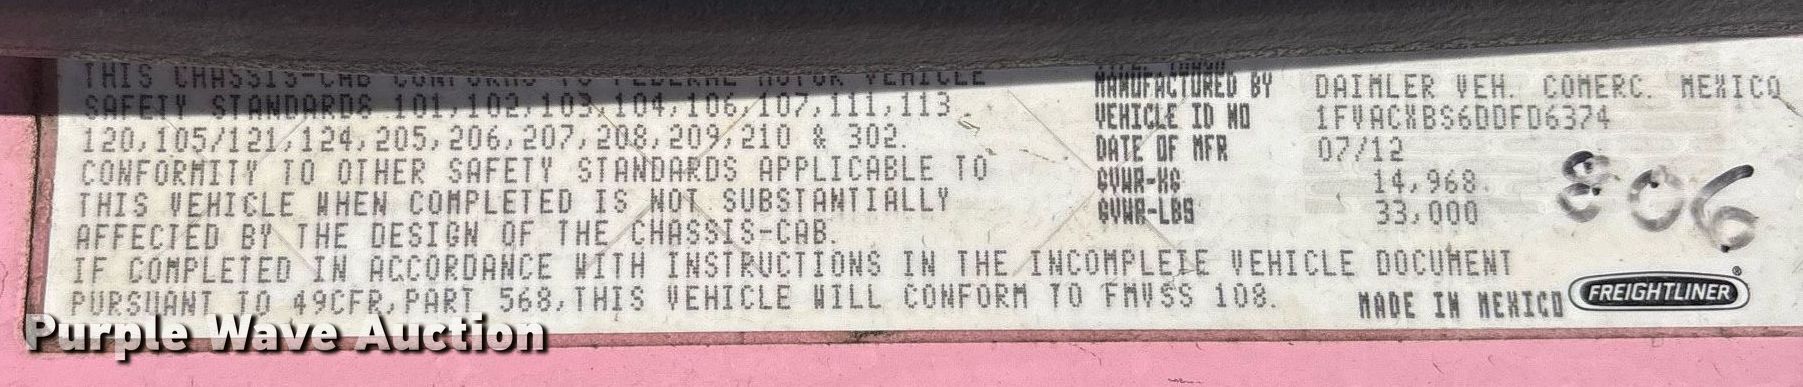 THIS CHASSIS-CAB CONFORMS TO FEDERAL MOTOR VEHICLE
SAFETY STANDARDS 101,102,103,104,106,107,111,113.
120,105/121,124,205,206,207,208,209,210 & 302.
CONFORMITY TO OTHER SAFETY STANDARDS APPLICABLE TO
THIS VEHICLE WHEN COMPLETED IS NOT SUBSTANTIALLY
AFFECTED BY THE DESIGN OF THE CHASSIS-CAB.
IF COMPLETED IN ACCORDANCE WITH INSTRUCTIONS IN THE INCOMPLETE VEHICLE DOCUMENT
PURSUANT TO 49CFR,PART 568,THIS VEHICLE WILL CONFORM TO FMVSS 108.
MANUFACTURED BY DAIMLER VEH. COMERC. MEXICO
VEHICLE ID NO 1FVACXBS6DDFD6374
DATE OF MFR 07/12
GVWR-KG 14,968.
GVWR-LBS 33,000
806
MADE IN MEXICO
FREIGHTLINER®
Purple Wave Auction